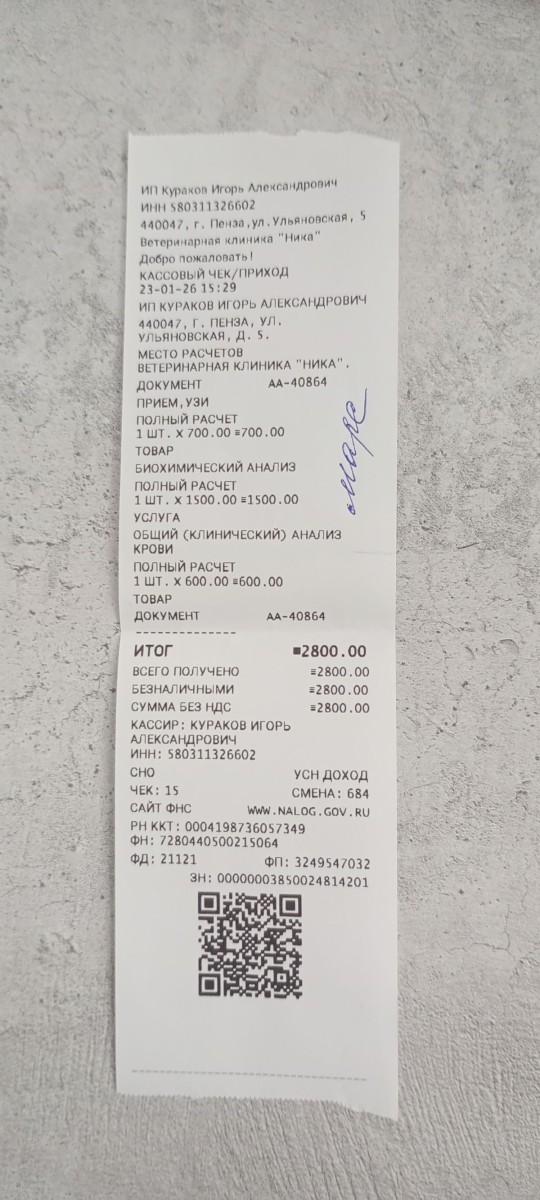 ИП Кураков Игорь Александрович
ИНН 580311326602
440047, г. Пенза,ул.Ульяновская, 5
Ветеринарная клиника "Ника"
Добро пожаловать!
КАССОВЫЙ ЧЕК/ПРИХОД
23-01-26 15:29
ИП КУРАКОВ ИГОРЬ АЛЕКСАНДРОВИЧ
440047, Г. ПЕНЗА, УЛ.
УЛЬЯНОВСКАЯ, Д. 5.
МЕСТО РАСЧЕТОВ
ВЕТЕРИНАРНАЯ КЛИНИКА "НИКА".
ДОКУМЕНТ АА-40864
ПРИЕМ,УЗИ
ПОЛНЫЙ РАСЧЕТ
1 ШТ. X 700.00 =700.00
ТОВАР
БИОХИМИЧЕСКИЙ АНАЛИЗ
ПОЛНЫЙ РАСЧЕТ
1 ШТ. X 1500.00 =1500.00
УСЛУГА
ОБЩИЙ (КЛИНИЧЕСКИЙ) АНАЛИЗ
КРОВИ
ПОЛНЫЙ РАСЧЕТ
1 ШТ. X 600.00 =600.00
ТОВАР
ДОКУМЕНТ АА-40864
--------------
ИТОГ =2800.00
ВСЕГО ПОЛУЧЕНО =2800.00
БЕЗНАЛИЧНЫМИ =2800.00
СУММА БЕЗ НДС =2800.00
КАССИР: КУРАКОВ ИГОРЬ
АЛЕКСАНДРОВИЧ
ИНН: 580311326602
СНО УСН ДОХОД
ЧЕК: 15 СМЕНА: 684
САЙТ ФНС WWW.NALOG.GOV.RU
РН ККТ: 0004198736057349
ФН: 7280440500215064
ФД: 21121 ФП: 3249547032
ЗН: 00000003850024814201
Мара